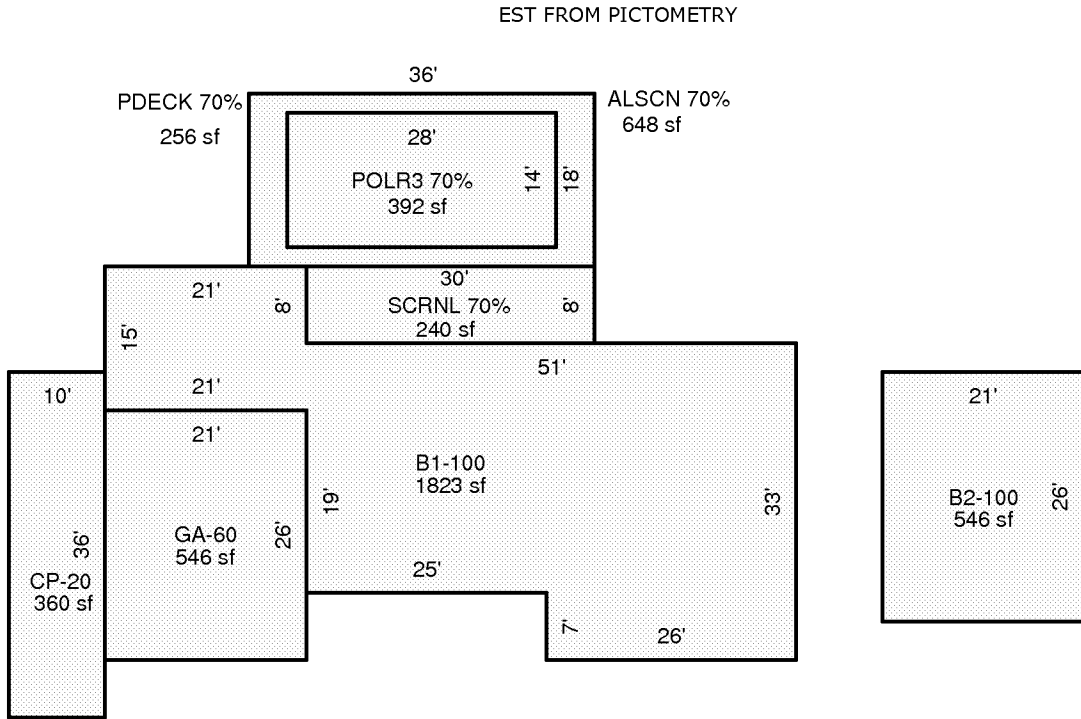 EST FROM PICTOMETRY
36'
PDECK 70%
256 sf
ALSCN 70%
648 sf
28'
14'
18'
POLR3 70%
392 sf
21'
8'
15'
21'
30'
SCRNL 70%
240 sf
8'
51'
10'
36'
CP-20
360 sf
21'
GA-60
546 sf
26'
19'
B1-100
1823 sf
33'
25'
7'
26'
21'
B2-100
546 sf
26'